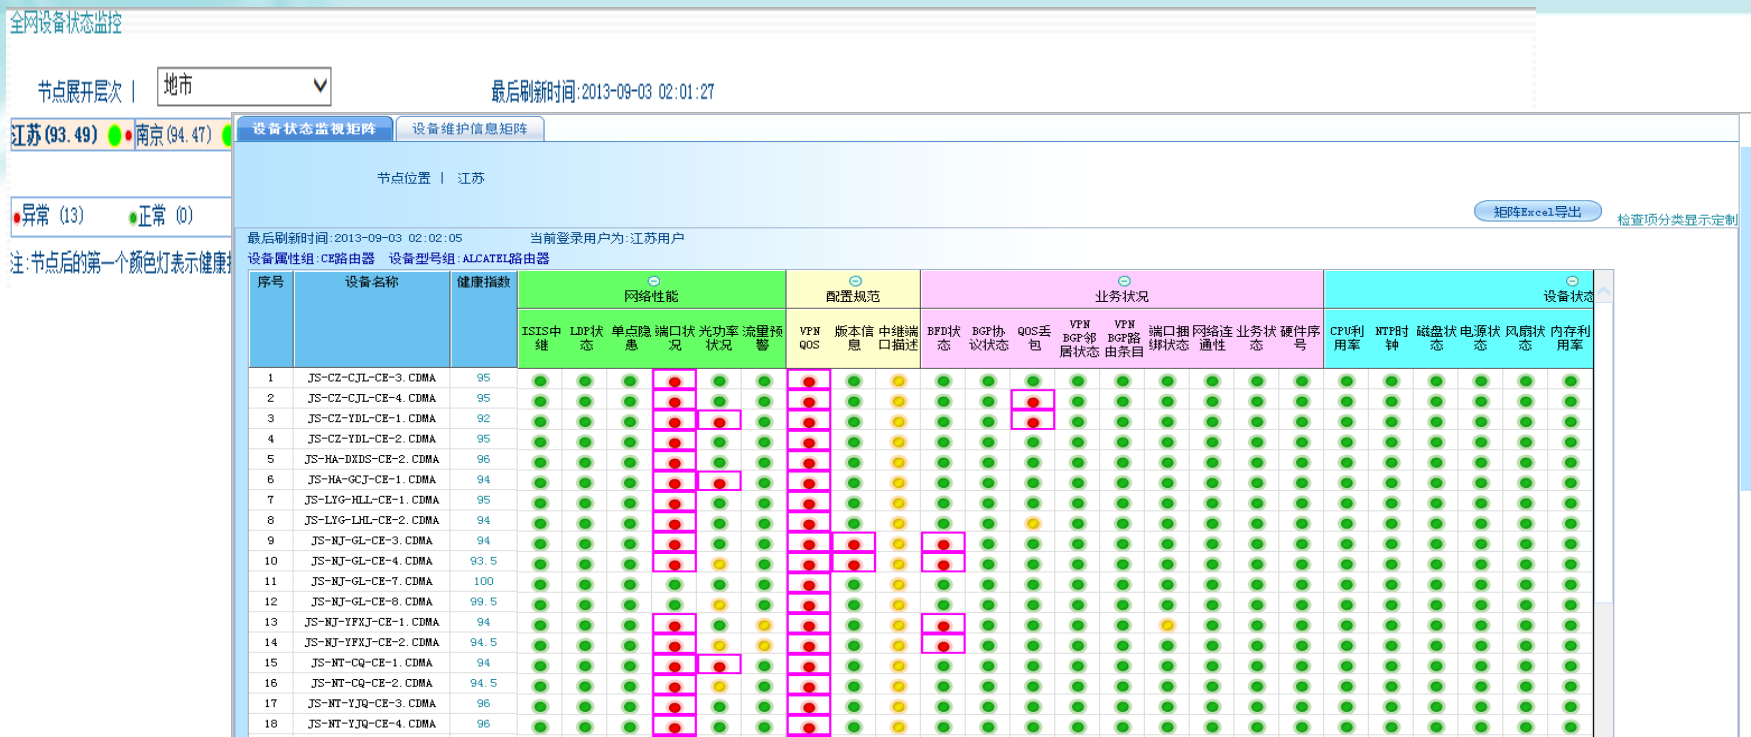 全网设备状态监控
节点展开层次 | 地市 最后刷新时间:2013-09-03 02:01:27
江苏(93.49) 南京(94.47)
异常 (13) 正常 (0)
注:节点后的第一个颜色灯表示健康
设备状态监视矩阵 设备维护信息矩阵
节点位置 | 江苏
矩阵Excel导出 检查项分类显示定制
最后刷新时间:2013-09-03 02:02:05 当前登录用户为:江苏用户
设备属性组:CE路由器 设备型号组:ALCATEL路由器
序号 设备名称 健康指数 网络性能 配置规范 业务状况 设备状态
ISIS中继 LDP状态 单点隐患 端口状况 光功率状况 流量预警 VPN QOS 版本信息 中继端口描述 BFD状态 BGP协议状态 QOS丢包 VPN BGP邻居状态 VPN BGP路由条目 端口捆绑状态 网络连通性 业务状态 硬件序号 CPU利用率 NTP时钟 磁盘状态 电源状态 风扇状态 内存利用率
1 JS-CZ-CJL-CE-3.CDMA 95
2 JS-CZ-CJL-CE-4.CDMA 95
3 JS-CZ-YDL-CE-1.CDMA 92
4 JS-CZ-YDL-CE-2.CDMA 95
5 JS-HA-DXDS-CE-2.CDMA 96
6 JS-HA-GCJ-CE-1.CDMA 94
7 JS-LYG-HLL-CE-1.CDMA 95
8 JS-LYG-LHL-CE-2.CDMA 94
9 JS-NJ-GL-CE-3.CDMA 94
10 JS-NJ-GL-CE-4.CDMA 93.5
11 JS-NJ-GL-CE-7.CDMA 100
12 JS-NJ-GL-CE-8.CDMA 99.5
13 JS-NJ-YFXJ-CE-1.CDMA 94
14 JS-NJ-YFXJ-CE-2.CDMA 94.5
15 JS-NT-CQ-CE-1.CDMA 94
16 JS-NT-CQ-CE-2.CDMA 94.5
17 JS-NT-YJQ-CE-3.CDMA 96
18 JS-NT-YJQ-CE-4.CDMA 96